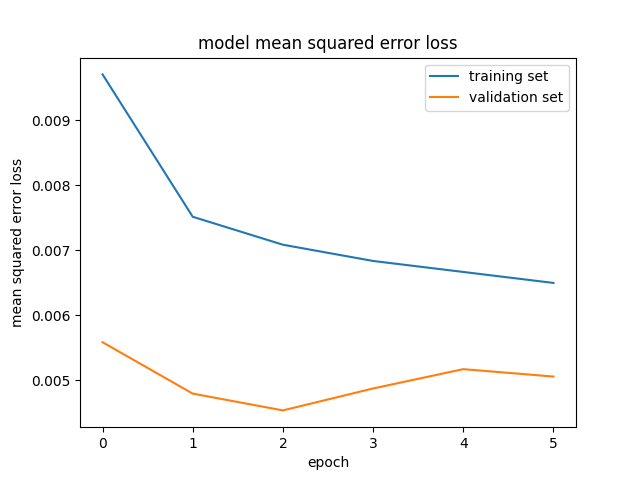 model mean squared error loss
training set
validation set
0.009
0.008
0.007
0.006
0.005
mean squared error loss
0 1 2 3 4 5
epoch